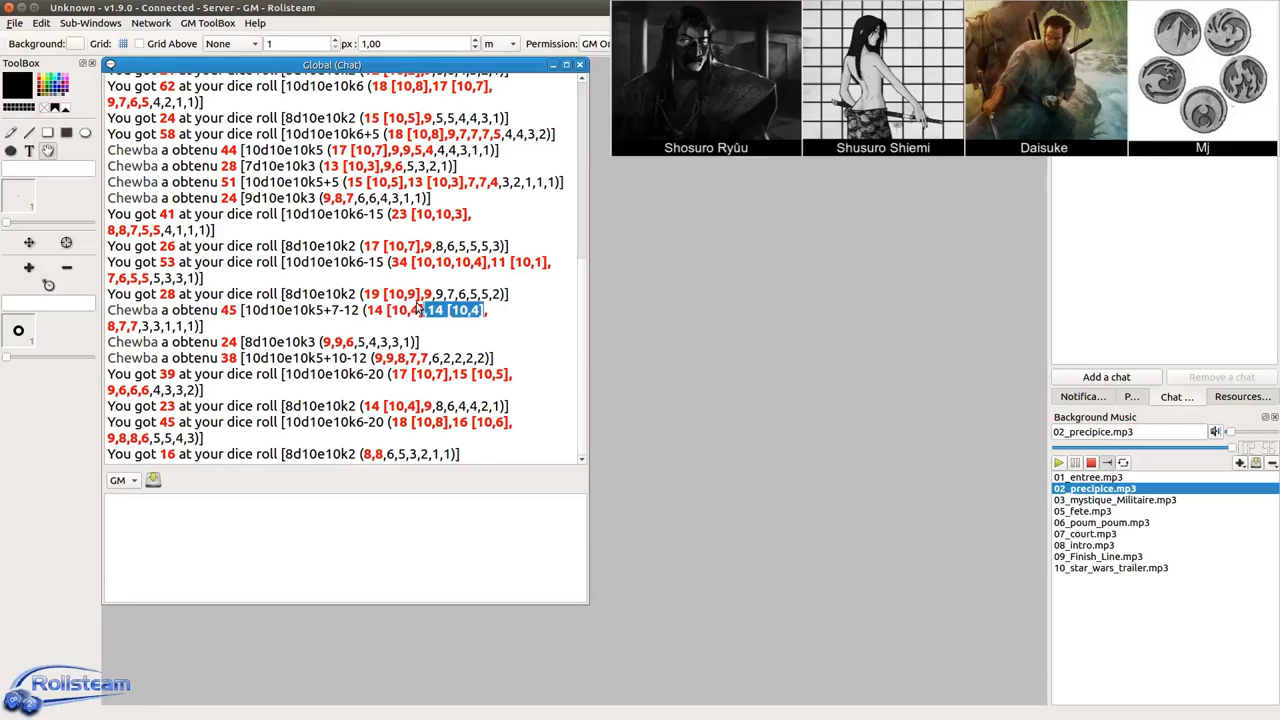 Unknown - v1.9.0 - Connected - Server - GM - Rolisteam
File Edit Sub-Windows Network GM ToolBox Help
Background: Grid: Grid Above None 1 px : 1,00 m Permission: GM On
ToolBox
Global (Chat)
You got 62 at your dice roll [10d10e10k6 (18 [10,8],17 [10,7],
9,7,6,5,4,2,1,1)]
You got 24 at your dice roll [8d10e10k2 (15 [10,5],9,5,5,4,4,3,1)]
You got 58 at your dice roll [10d10e10k6+5 (18 [10,8],9,7,7,7,5,4,4,3,2)]
Chewba a obtenu 44 [10d10e10k5 (17 [10,7],9,9,5,4,4,4,3,1,1)]
Chewba a obtenu 28 [7d10e10k3 (13 [10,3],9,6,5,3,2,1)]
Chewba a obtenu 51 [10d10e10k5+5 (15 [10,5],13 [10,3],7,7,4,3,2,1,1,1)]
Chewba a obtenu 24 [9d10e10k3 (9,8,7,6,6,4,3,1,1)]
You got 41 at your dice roll [10d10e10k6-15 (23 [10,10,3],
8,8,7,5,5,4,1,1,1)]
You got 26 at your dice roll [8d10e10k2 (17 [10,7],9,8,6,5,5,5,3)]
You got 53 at your dice roll [10d10e10k6-15 (34 [10,10,10,4],11 [10,1],
7,6,5,5,5,3,3,1)]
You got 28 at your dice roll [8d10e10k2 (19 [10,9],9,9,7,6,5,5,2)]
Chewba a obtenu 45 [10d10e10k5+7-12 (14 [10,4],14 [10,4],
8,7,7,3,3,1,1,1)]
Chewba a obtenu 24 [8d10e10k3 (9,9,6,5,4,3,3,1)]
Chewba a obtenu 38 [10d10e10k5+10-12 (9,9,8,7,7,6,2,2,2,2)]
You got 39 at your dice roll [10d10e10k6-20 (17 [10,7],15 [10,5],
9,6,6,6,4,3,3,2)]
You got 23 at your dice roll [8d10e10k2 (14 [10,4],9,8,6,4,4,2,1)]
You got 45 at your dice roll [10d10e10k6-20 (18 [10,8],16 [10,6],
9,8,8,6,5,5,4,3)]
You got 16 at your dice roll [8d10e10k2 (8,8,6,5,3,2,1,1)]
GM
Shosuro Ryûu
Shusuro Shiemi
Daisuke
Mj
1
1
Add a chat Remove a chat
Notifica... P... Chat ... Resources...
Background Music
02_precipice.mp3
01_entree.mp3
02_precipice.mp3
03_mystique_Militaire.mp3
05_fete.mp3
06_poum_poum.mp3
07_court.mp3
08_intro.mp3
09_Finish_Line.mp3
10_star_wars_trailer.mp3
Rolisteam